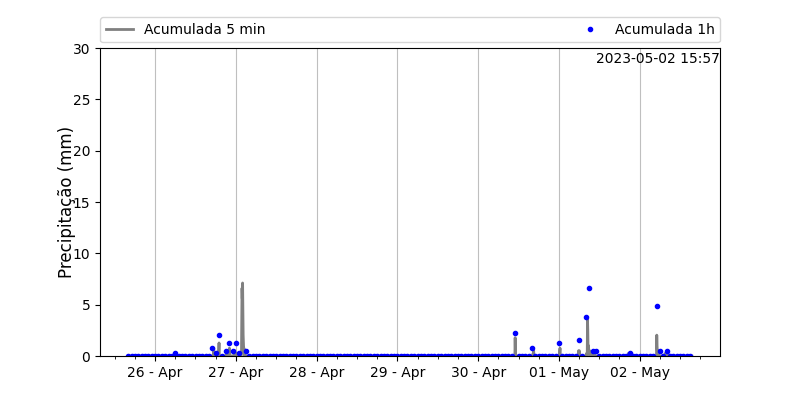 Acumulada 5 min
Acumulada 1h
2023-05-02 15:57
Precipitação (mm)
30
25
20
15
10
5
0
26 - Apr
27 - Apr
28 - Apr
29 - Apr
30 - Apr
01 - May
02 - May